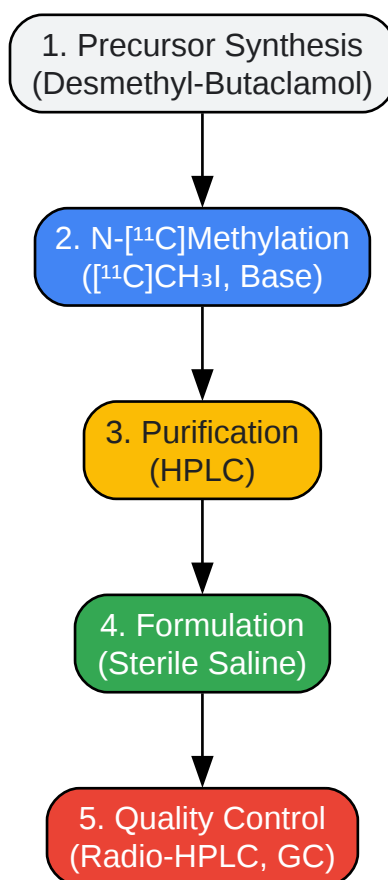 1. Precursor Synthesis
(Desmethyl-Butaclamol)
2. N-[¹¹C]Methylation
([¹¹C]CH₃I, Base)
3. Purification
(HPLC)
4. Formulation
(Sterile Saline)
5. Quality Control
(Radio-HPLC, GC)